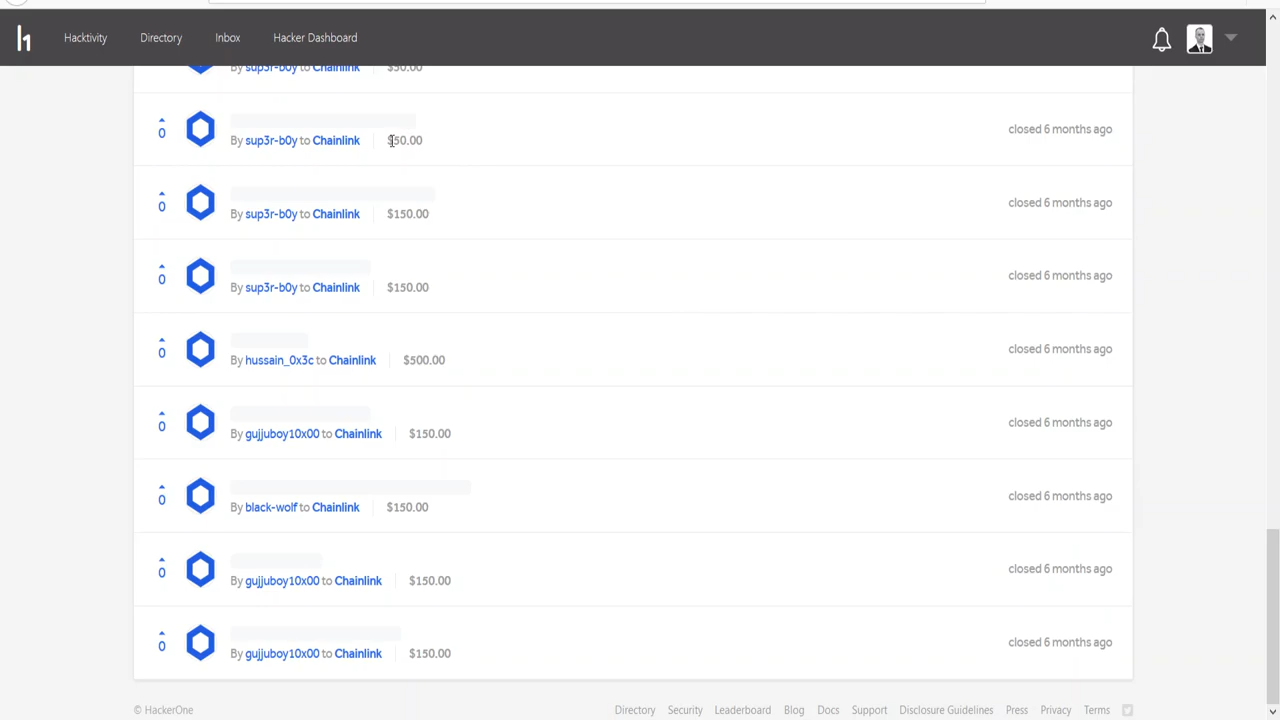 h1 Hacktivity Directory Inbox Hacker Dashboard
By sup3r-b0y to Chainlink $50.00
0 By sup3r-b0y to Chainlink $50.00 closed 6 months ago
0 By sup3r-b0y to Chainlink $150.00 closed 6 months ago
0 By sup3r-b0y to Chainlink $150.00 closed 6 months ago
0 By hussain_0x3c to Chainlink $500.00 closed 6 months ago
0 By gujjuboy10x00 to Chainlink $150.00 closed 6 months ago
0 By black-wolf to Chainlink $150.00 closed 6 months ago
0 By gujjuboy10x00 to Chainlink $150.00 closed 6 months ago
0 By gujjuboy10x00 to Chainlink $150.00 closed 6 months ago
© HackerOne Directory Security Leaderboard Blog Docs Support Disclosure Guidelines Press Privacy Terms